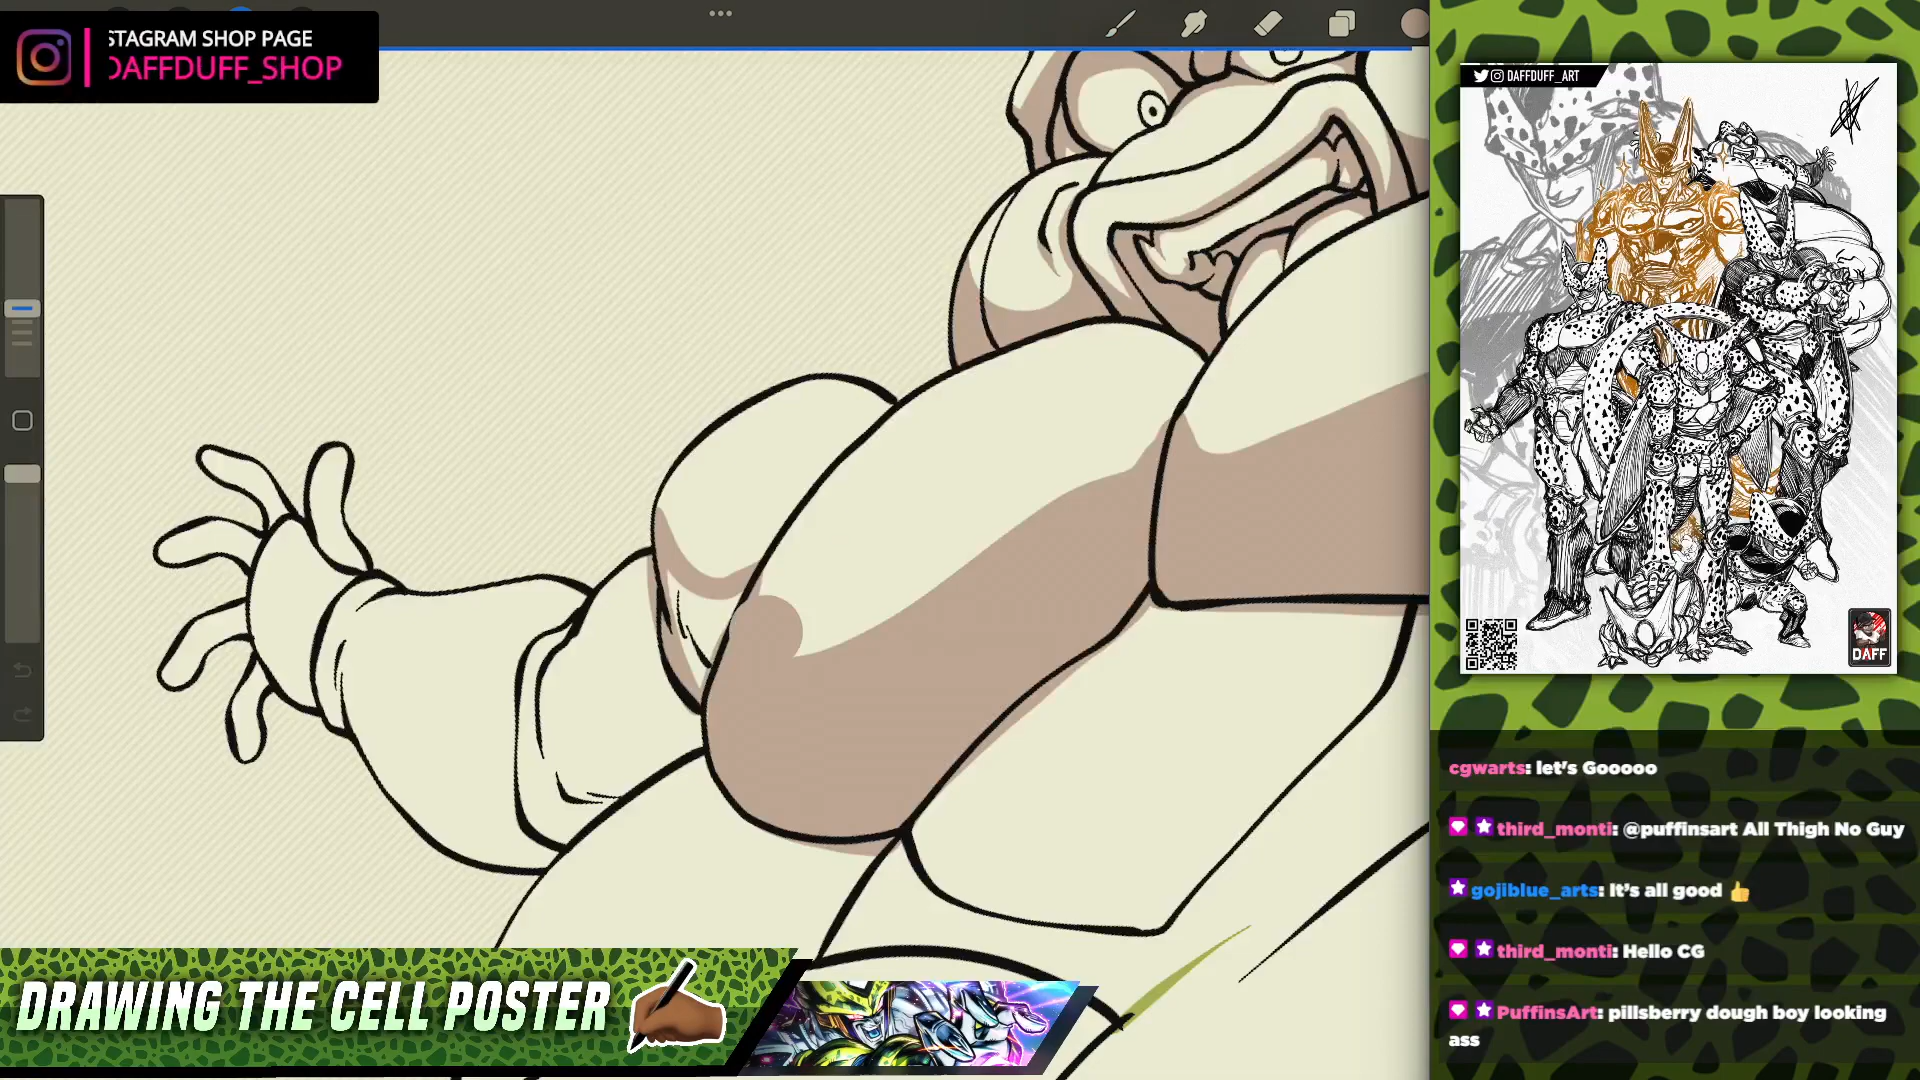 STAGRAM SHOP PAGE
DAFFDUFF_SHOP
DAFFDUFF_ART
DAFF
cgwarts: let's Gooooo
third_monti: @puffinsart All Thigh No Guy
gojiblue_arts: It's all good 👍
third_monti: Hello CG
PuffinsArt: pillsberry dough boy looking
ass
DRAWING THE CELL POSTER